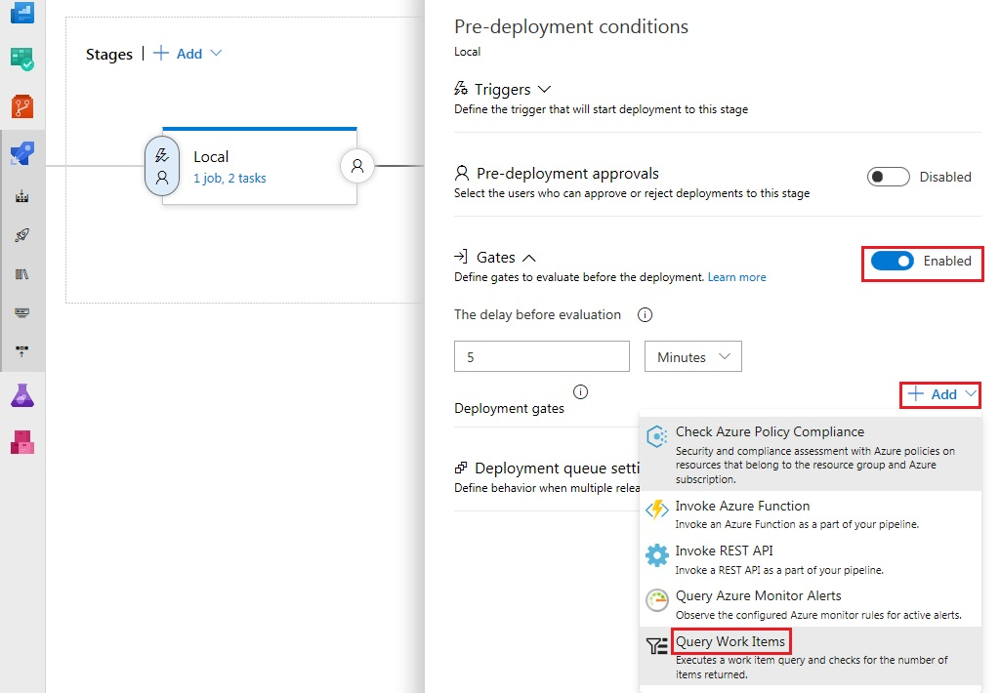 Stages
Add
Local
1 job, 2 tasks
Pre-deployment conditions
Local
Triggers
Define the trigger that will start deployment to this stage
Pre-deployment approvals
Disabled
Select the users who can approve or reject deployments to this stage
Gates
Enabled
Define gates to evaluate before the deployment. Learn more
The delay before evaluation
5
Minutes
Deployment gates
Add
Check Azure Policy Compliance
Security and compliance assessment with Azure policies on
resources that belong to the resource group and Azure
subscription.
Deployment queue setti
Define behavior when multiple relea
Invoke Azure Function
Invoke an Azure Function as a part of your pipeline.
Invoke REST API
Invoke a REST API as a part of your pipeline.
Query Azure Monitor Alerts
Observe the configured Azure monitor rules for active alerts.
Query Work Items
Executes a work item query and checks for the number of
items returned.